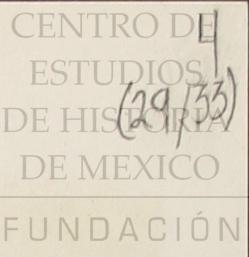 CENTRO DE
4
ESTUDIOS
(29/33)
DE HISTORIA
DE MEXICO
FUNDACIÓN